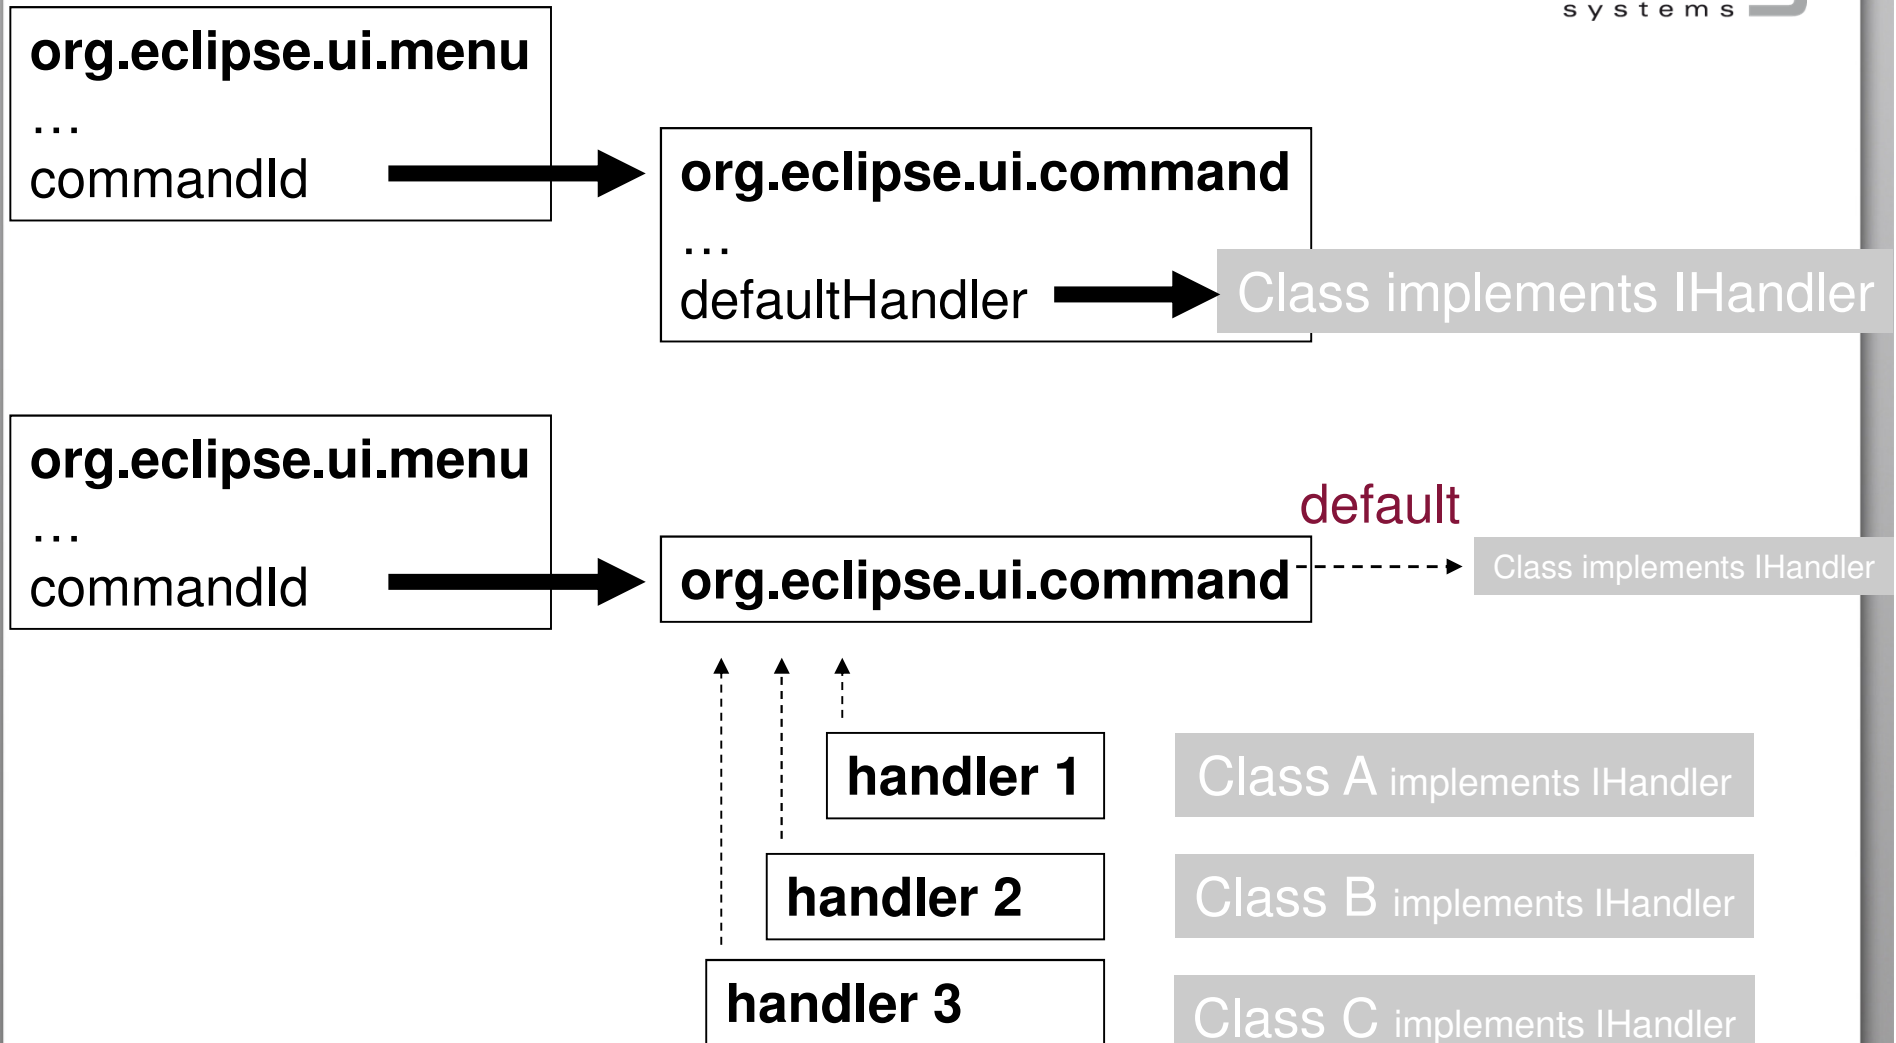 systems
org.eclipse.ui.menu
...
commandId
org.eclipse.ui.command
...
defaultHandler
Class implements IHandler
org.eclipse.ui.menu
...
commandId
default
org.eclipse.ui.command
Class implements IHandler
handler 1
Class A implements IHandler
handler 2
Class B implements IHandler
handler 3
Class C implements IHandler